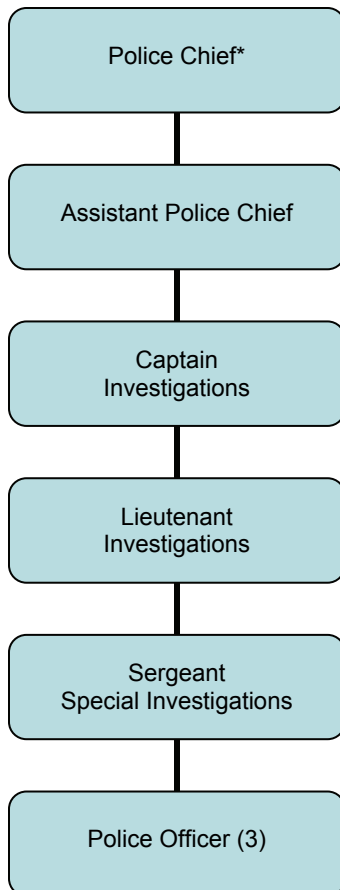 Police Chief*
Assistant Police Chief
Captain
Investigations
Lieutenant
Investigations
Sergeant
Special Investigations
Police Officer (3)